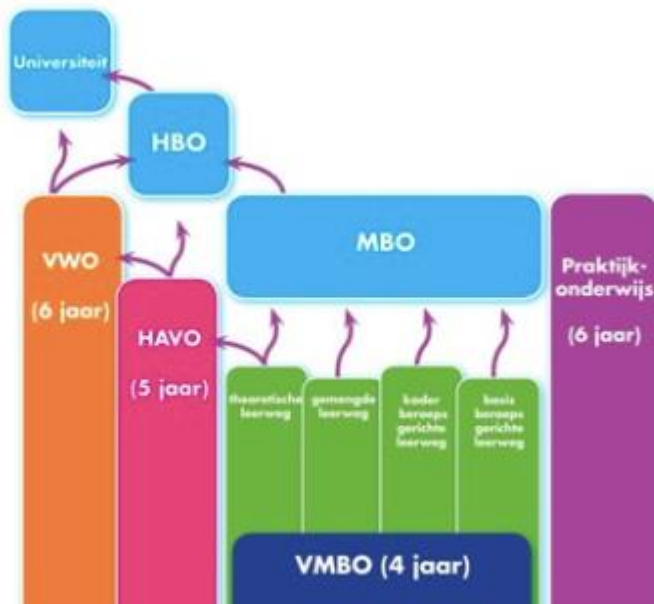 Universiteit
HBO
MBO
VWO
(6 jaar)
Praktijk-
onderwijs
(6 jaar)
HAVO
(5 jaar)
theoretische
leerweg
gemengde
leerweg
kader
beroeps
gerichte
leerweg
basis
beroeps
gerichte
leerweg
VMBO (4 jaar)